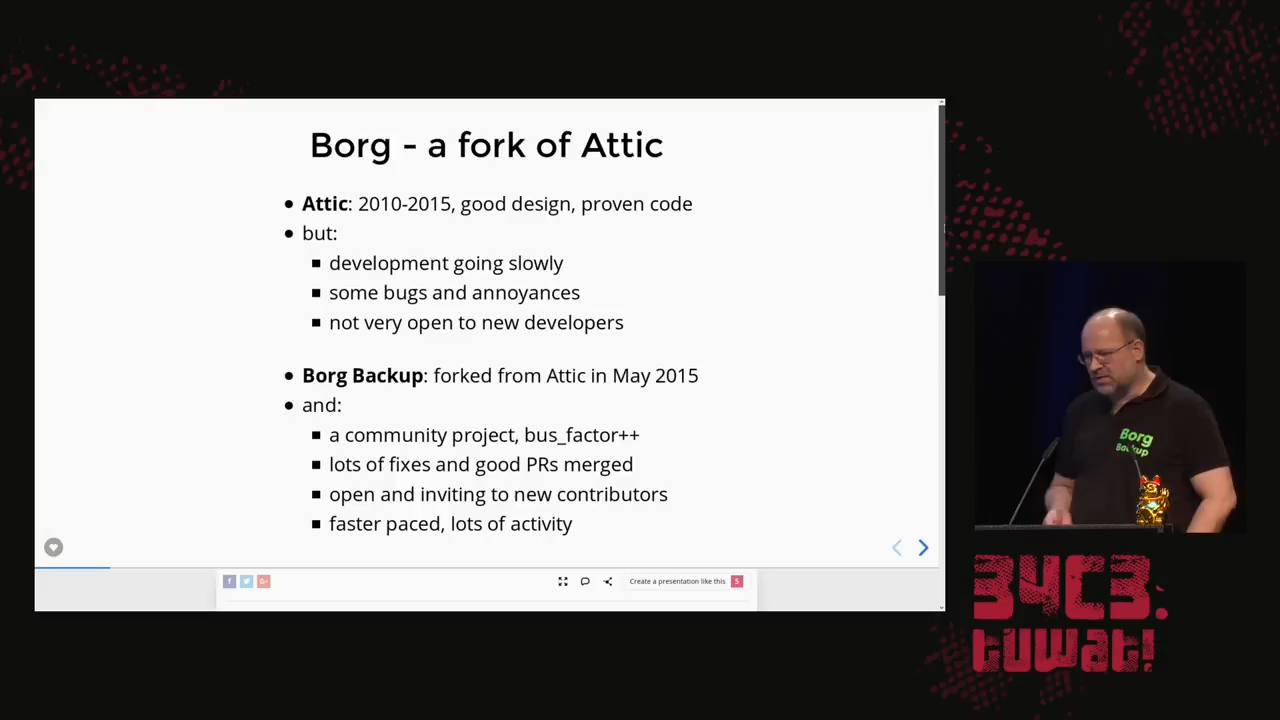 Borg - a fork of Attic
Attic: 2010-2015, good design, proven code
but:
development going slowly
some bugs and annoyances
not very open to new developers
Borg Backup: forked from Attic in May 2015
and:
a community project, bus_factor++
lots of fixes and good PRs merged
open and inviting to new contributors
faster paced, lots of activity
Create a presentation like this
S
Borg
Backup
34C3.
tuwat!